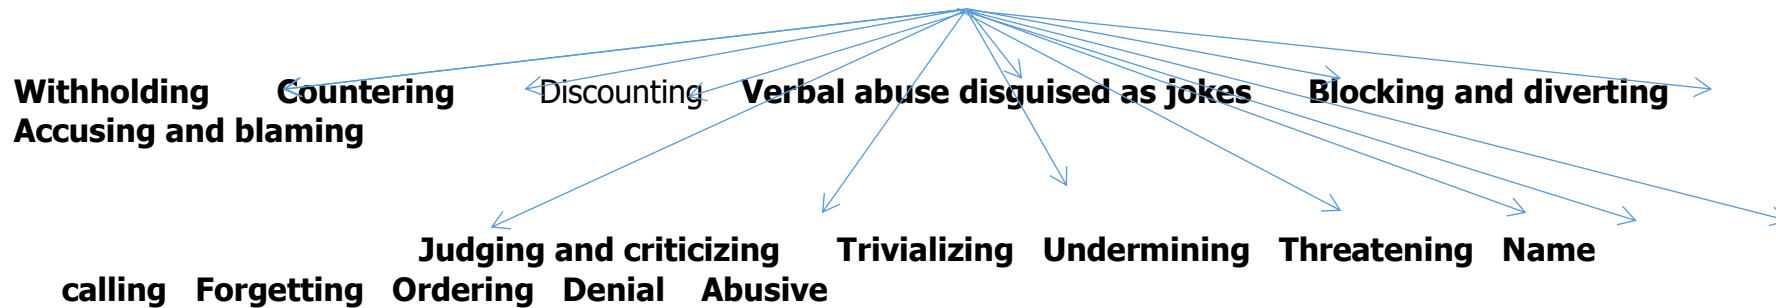 Withholding Countering Discounting Verbal abuse disguised as jokes Blocking and diverting
Accusing and blaming
Judging and criticizing Trivializing Undermining Threatening Name
calling Forgetting Ordering Denial Abusive